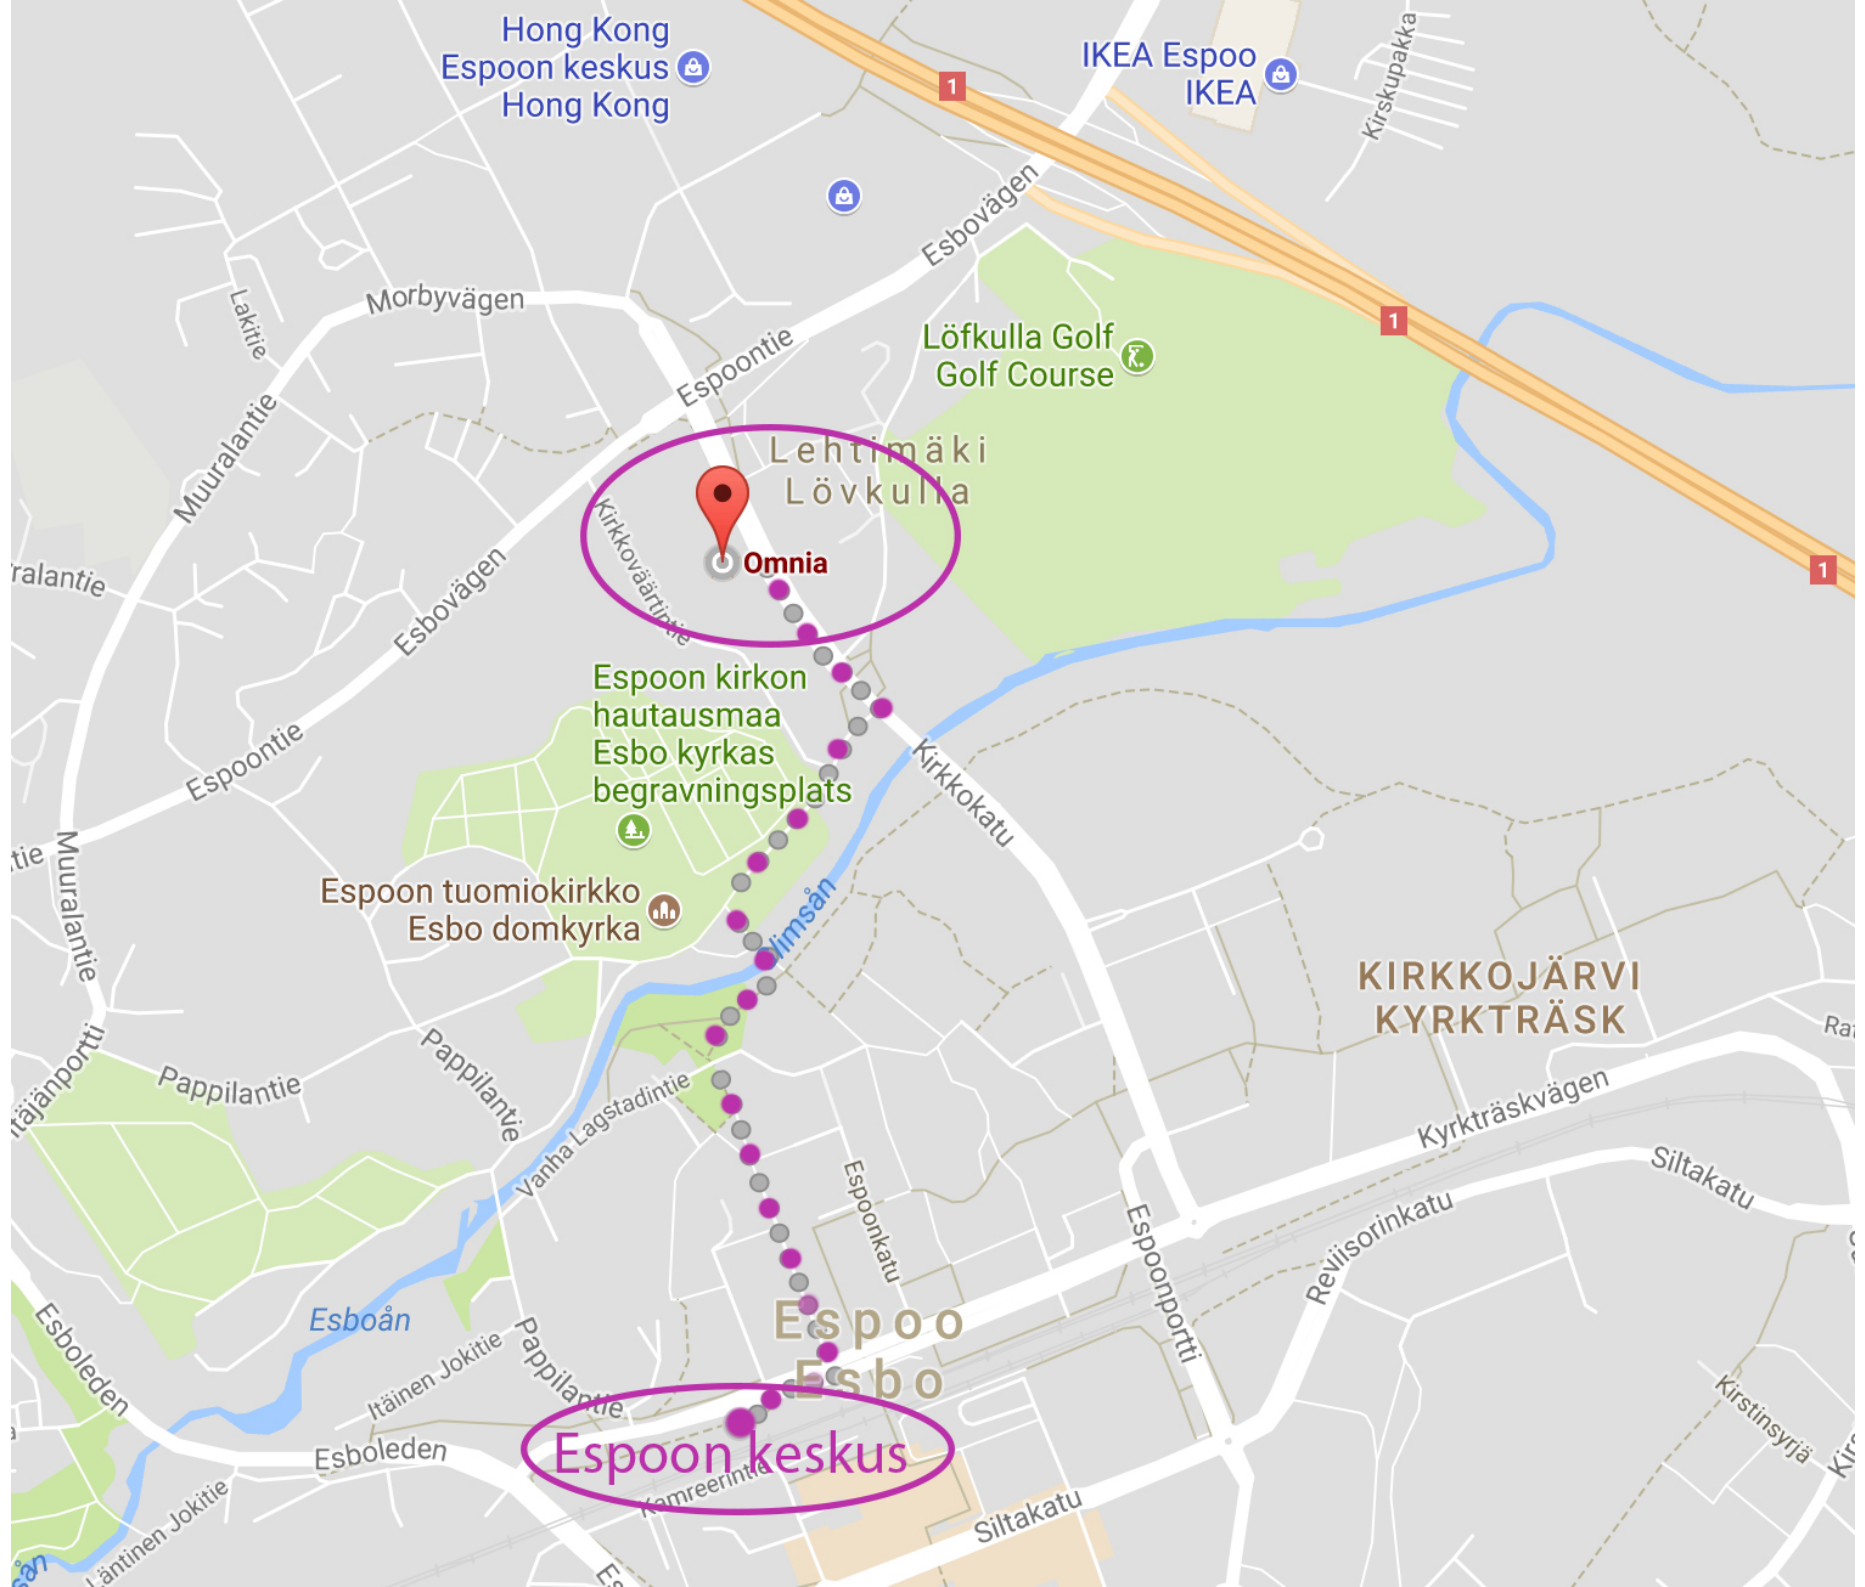 Hong Kong
Espoon keskus
Hong Kong
IKEA Espoo
IKEA
Kirskupakka
1
Esbovägen
Morbyvägen
Lakitie
1
Löfkulla Golf
Golf Course
Espoontie
Muuralantie
Lehtimäki
Lövkulla
Kirkkoväärtintie
Omnia
1
ralantie
Esbovägen
Espoon kirkon
hautausmaa
Esbo kyrkas
begravningsplats
Espoontie
Kirkkokatu
tie
Muuralantie
Espoon tuomiokirkko
Esbo domkyrka
KIRKKOJÄRVI
KYRKTRÄSK
Pappilantie
Pappilantie
Vanha Lagstadintie
Kyrkträskvägen
Siltakatu
Espoonkatu
Espoonportti
Reviisorinkatu
Esboån
Espoo
Esbo
Esboleden
Itäinen Jokitie
Pappilantie
Kirstinsyrjä
Espoon keskus
Esboleden
Kamreerintie
Läntinen Jokitie
Siltakatu